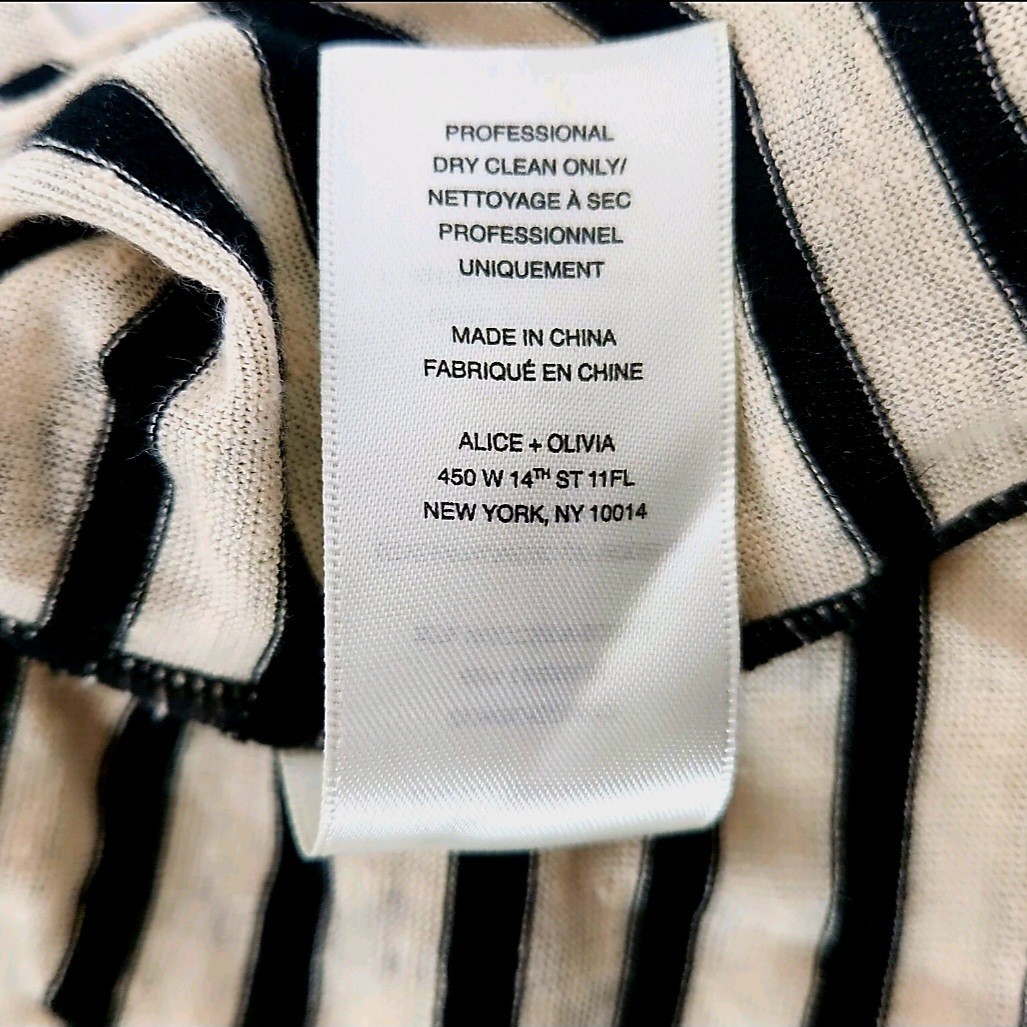 PROFESSIONAL
DRY CLEAN ONLY/
NETTOYAGE À SEC
PROFESSIONNEL
UNIQUEMENT
MADE IN CHINA
FABRIQUÉ EN CHINE
ALICE + OLIVIA
450 W 14TH ST 11FL
NEW YORK, NY 10014